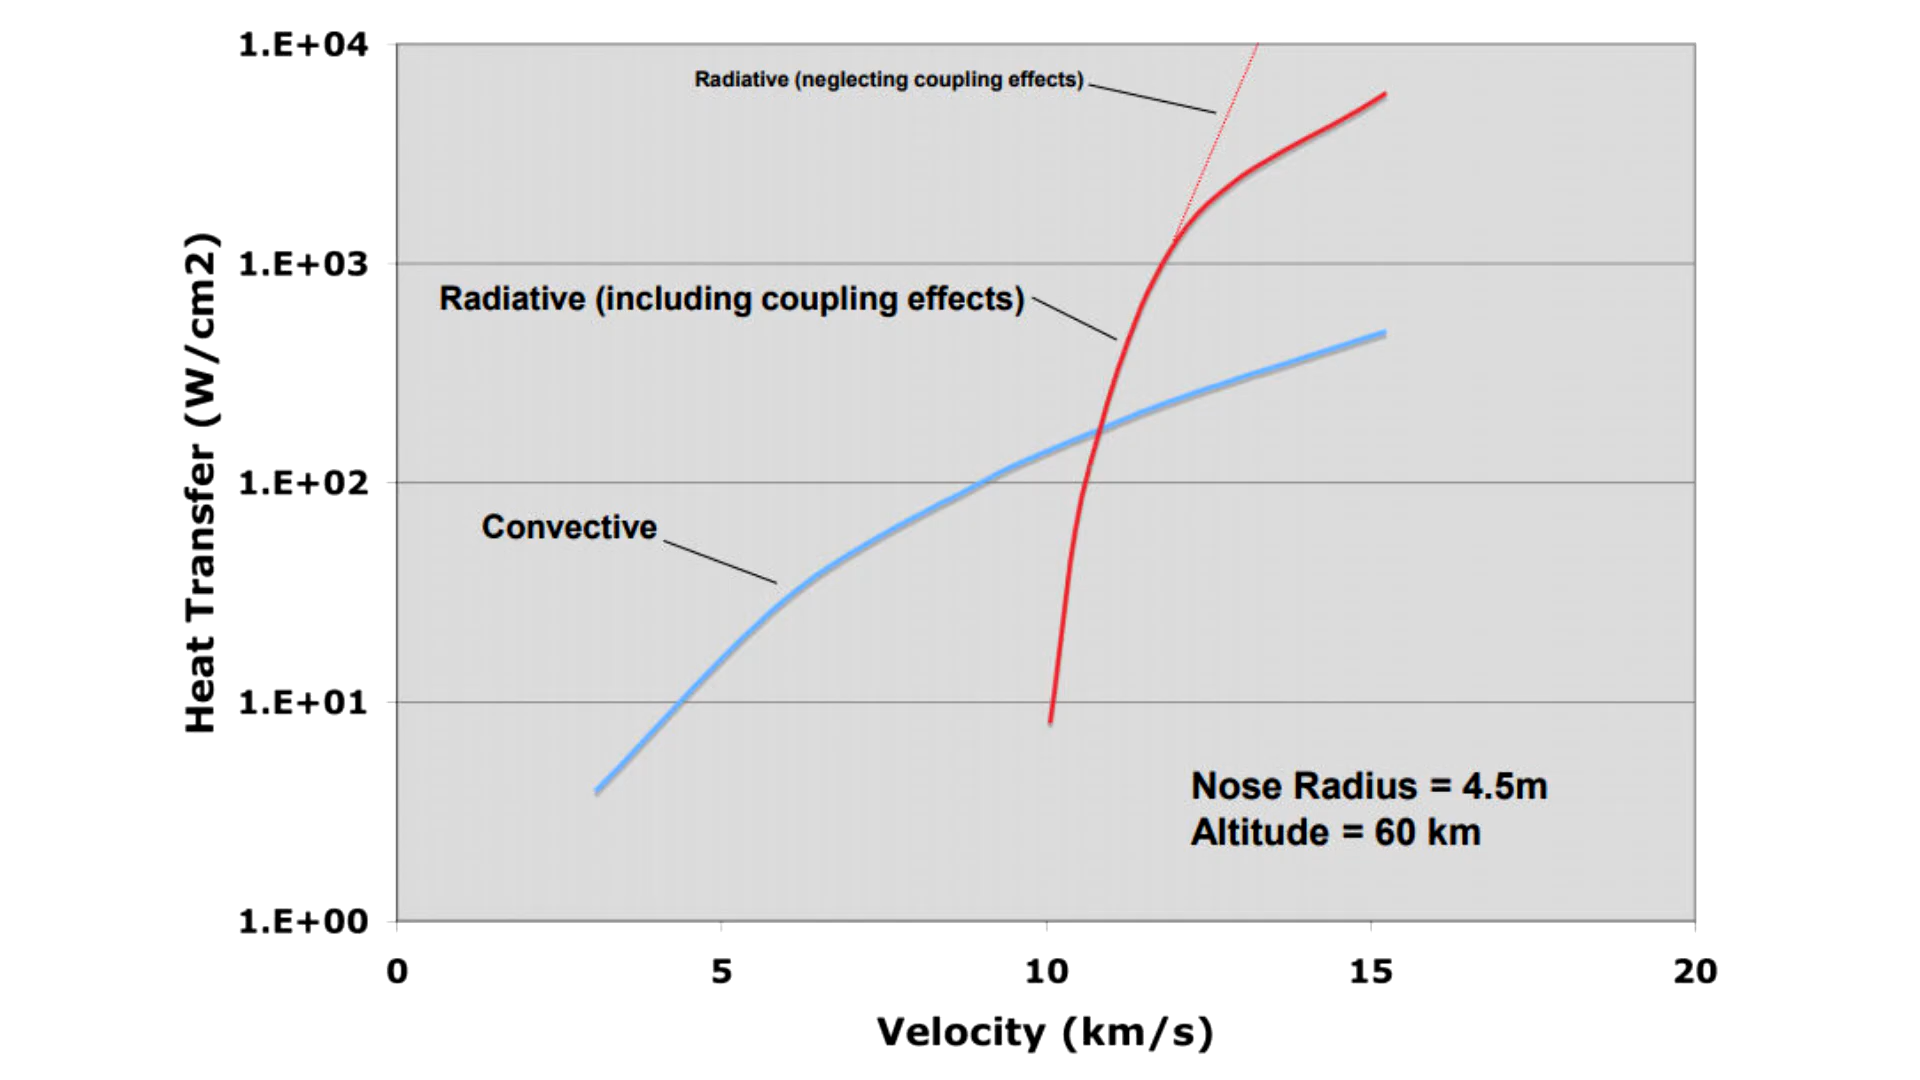 1.E+04
Radiative (neglecting coupling effects)
1.E+03
Radiative (including coupling effects)
Heat Transfer (W/cm2)
1.E+02
Convective
1.E+01
Nose Radius = 4.5m
Altitude = 60 km
1.E+00
0 5 10 15 20
Velocity (km/s)